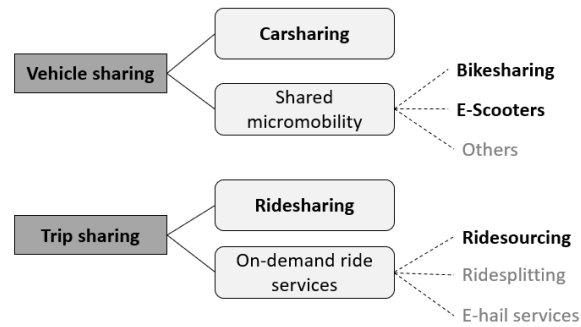 Carsharing
Vehicle sharing
Shared
micromobility
Bikesharing
E-Scooters
Others
Ridesharing
Trip sharing
On-demand ride
services
Ridesourcing
Ridesplitting
E-hail services